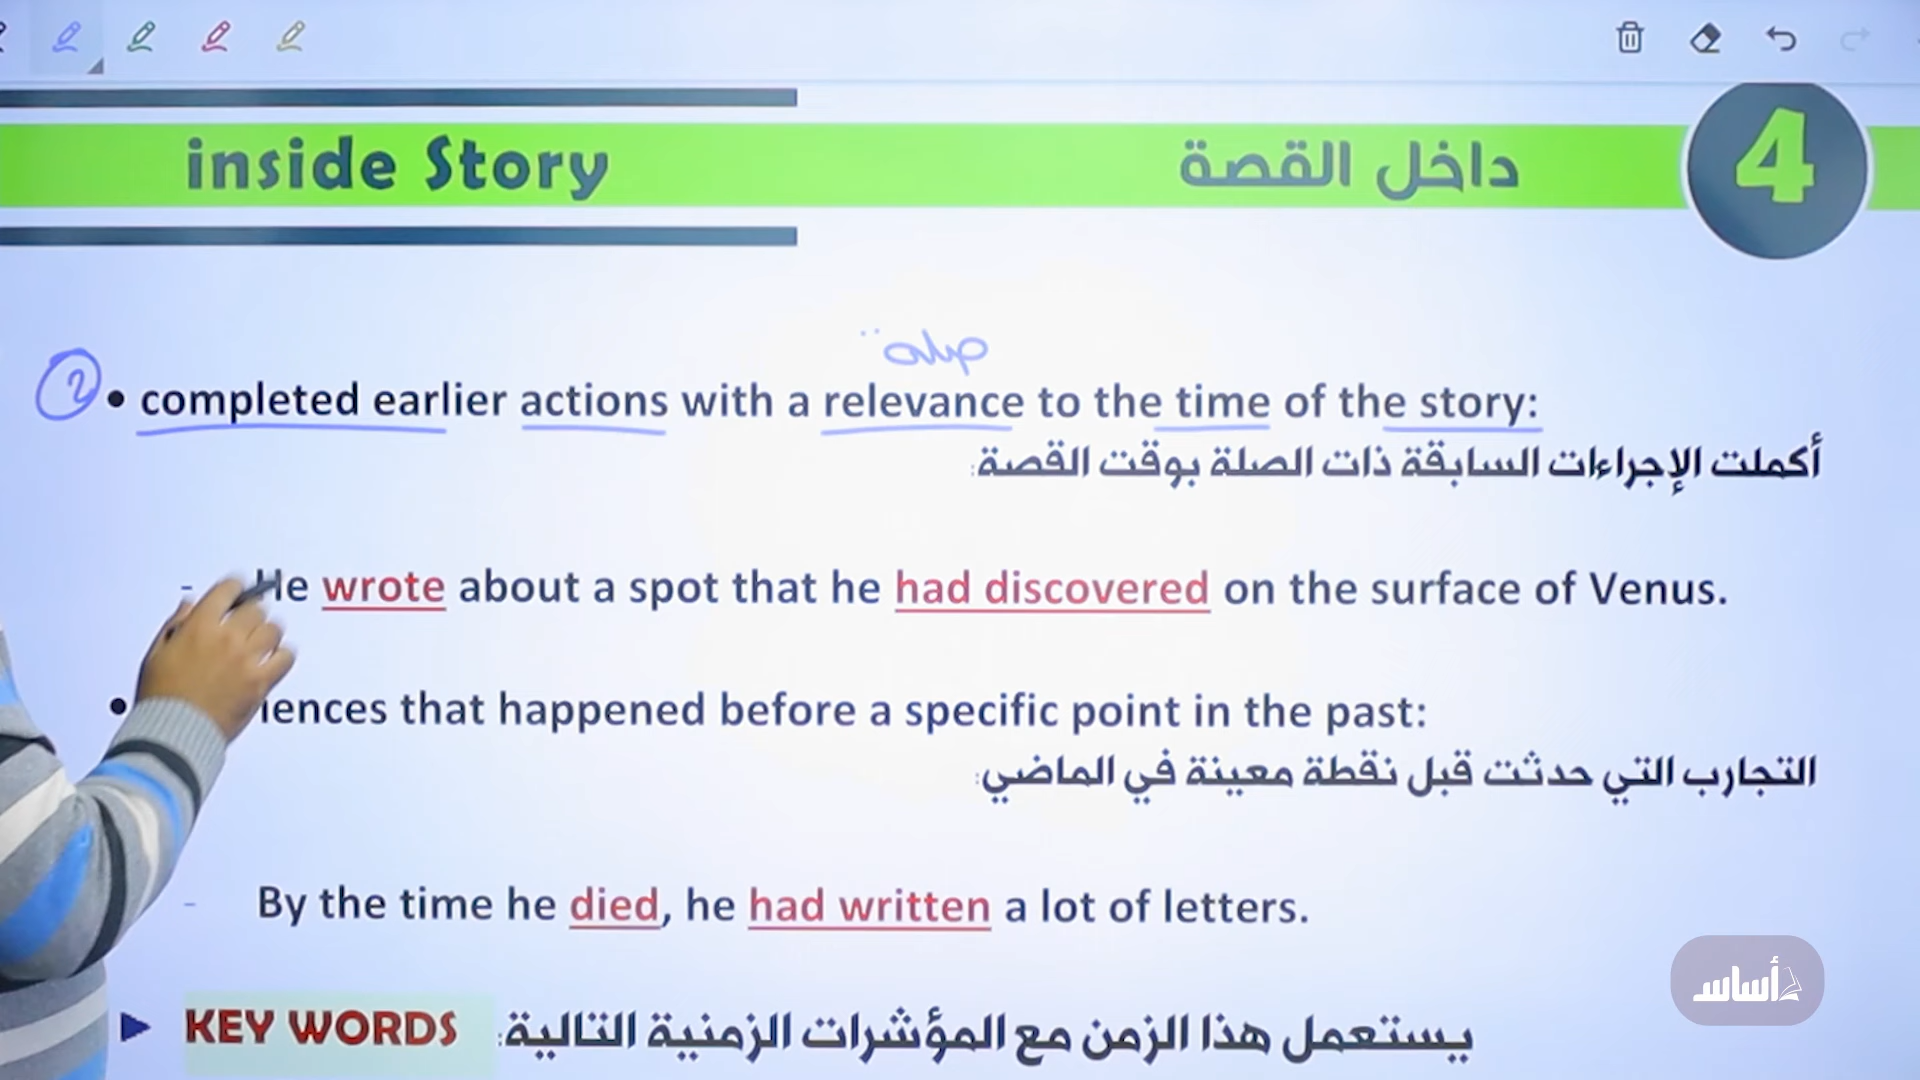 inside Story
داخل القصة
4
صلة
2
• completed earlier actions with a relevance to the time of the story:
أكملت الإجراءات السابقة ذات الصلة بوقت القصة:
- He wrote about a spot that he had discovered on the surface of Venus.
• iences that happened before a specific point in the past:
التجارب التي حدثت قبل نقطة معينة في الماضي:
- By the time he died, he had written a lot of letters.
KEY WORDS يستعمل هذا الزمن مع المؤشرات الزمنية التالية:
أساس